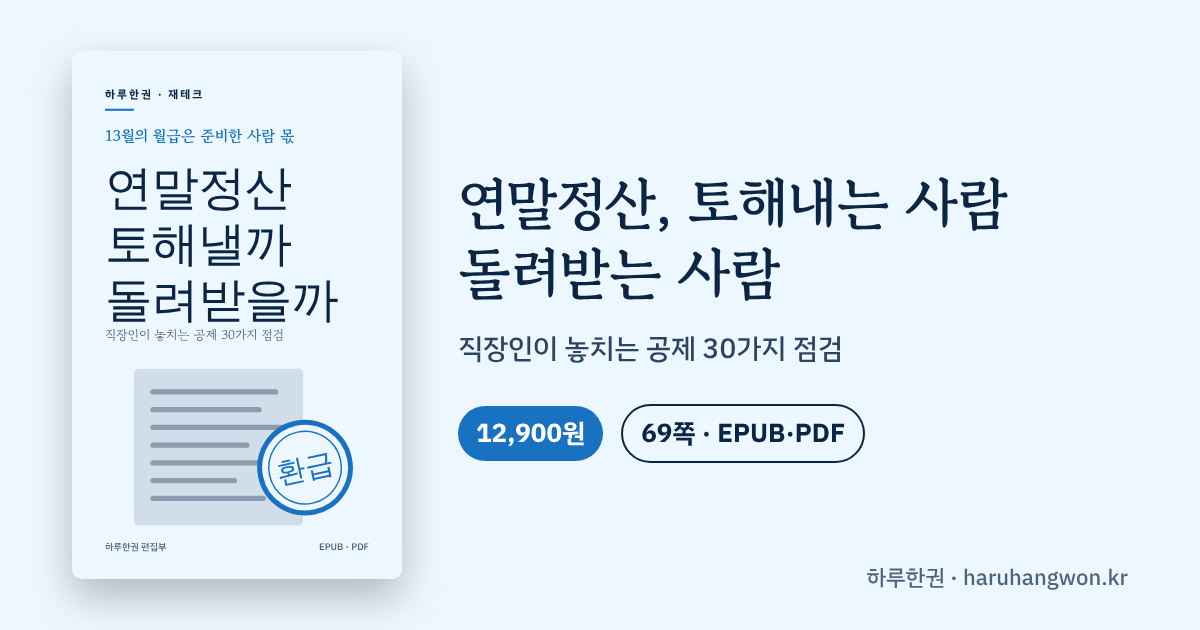 하루한권 · 재테크
13월의 월급은 준비한 사람 몫
연말정산
토해낼까
돌려받을까
직장인이 놓치는 공제 30가지 점검
환급
하루한권 편집부
EPUB · PDF
연말정산, 토해내는 사람
돌려받는 사람
직장인이 놓치는 공제 30가지 점검
12,900원
69쪽 · EPUB·PDF
하루한권 · haruhangwon.kr